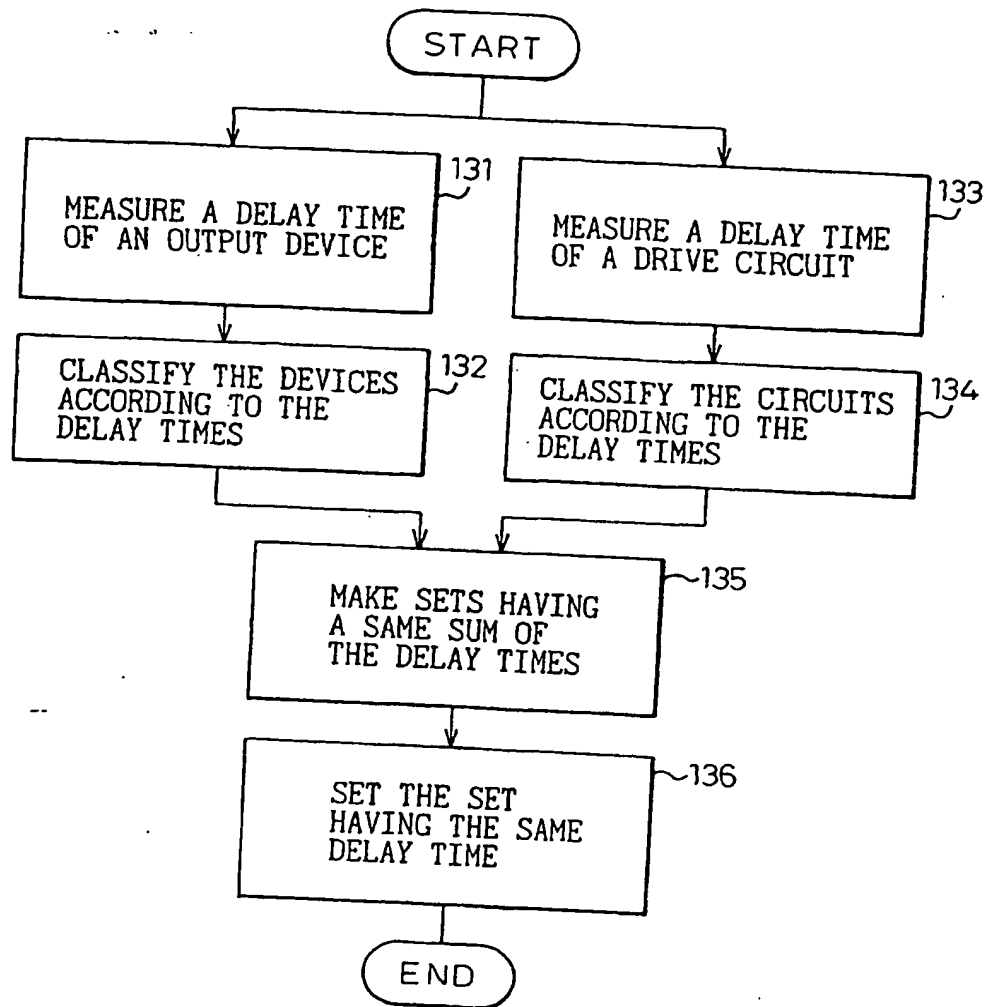 START
131
MEASURE A DELAY TIME
OF AN OUTPUT DEVICE
133
MEASURE A DELAY TIME
OF A DRIVE CIRCUIT
132
CLASSIFY THE DEVICES
ACCORDING TO THE
DELAY TIMES
134
CLASSIFY THE CIRCUITS
ACCORDING TO THE
DELAY TIMES
135
MAKE SETS HAVING
A SAME SUM OF
THE DELAY TIMES
136
SET THE SET
HAVING THE SAME
DELAY TIME
END